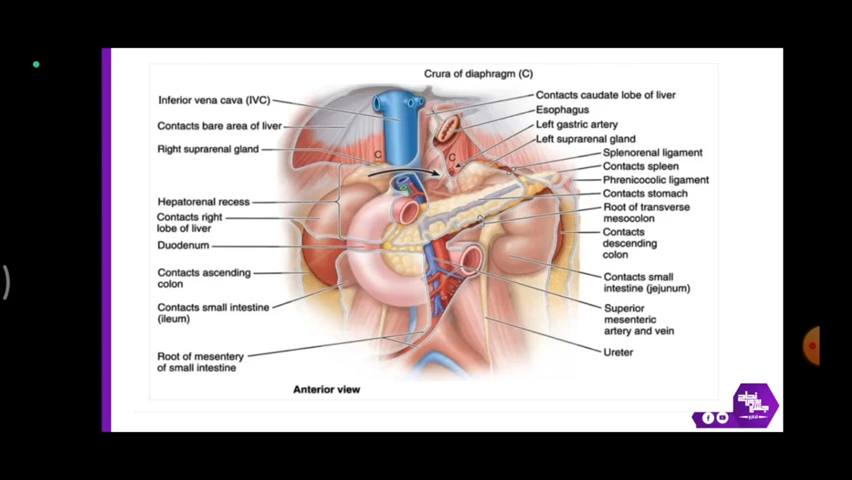 Crura of diaphragm (C)
Inferior vena cava (IVC)
Contacts bare area of liver
Right suprarenal gland
Hepatorenal recess
Contacts right
lobe of liver
Duodenum
Contacts ascending
colon
Contacts small intestine
(ileum)
Root of mesentery
of small intestine
C
C
Contacts caudate lobe of liver
Esophagus
Left gastric artery
Left suprarenal gland
Splenorenal ligament
Contacts spleen
Phrenicocolic ligament
Contacts stomach
Root of transverse
mesocolon
Contacts
descending
colon
Contacts small
intestine (jejunum)
Superior
mesenteric
artery and vein
Ureter
Anterior view